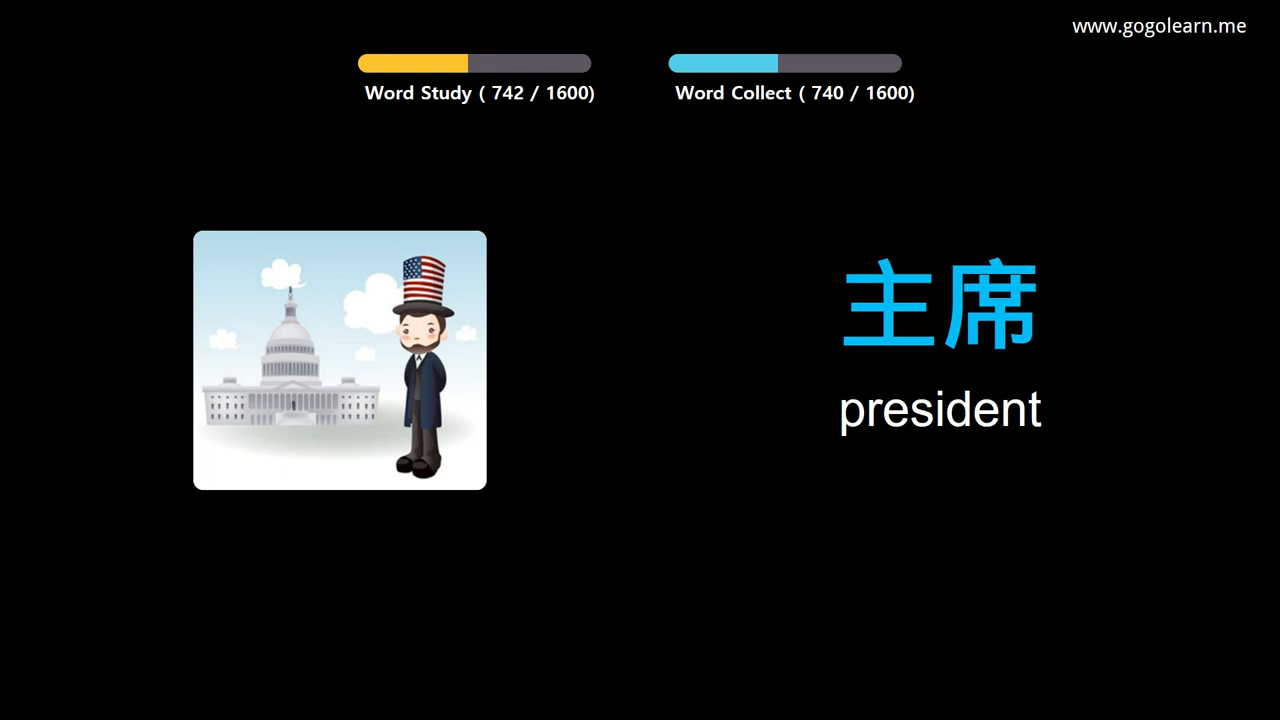 www.gogolearn.me
Word Study ( 742 / 1600)
Word Collect ( 740 / 1600)
主席
president